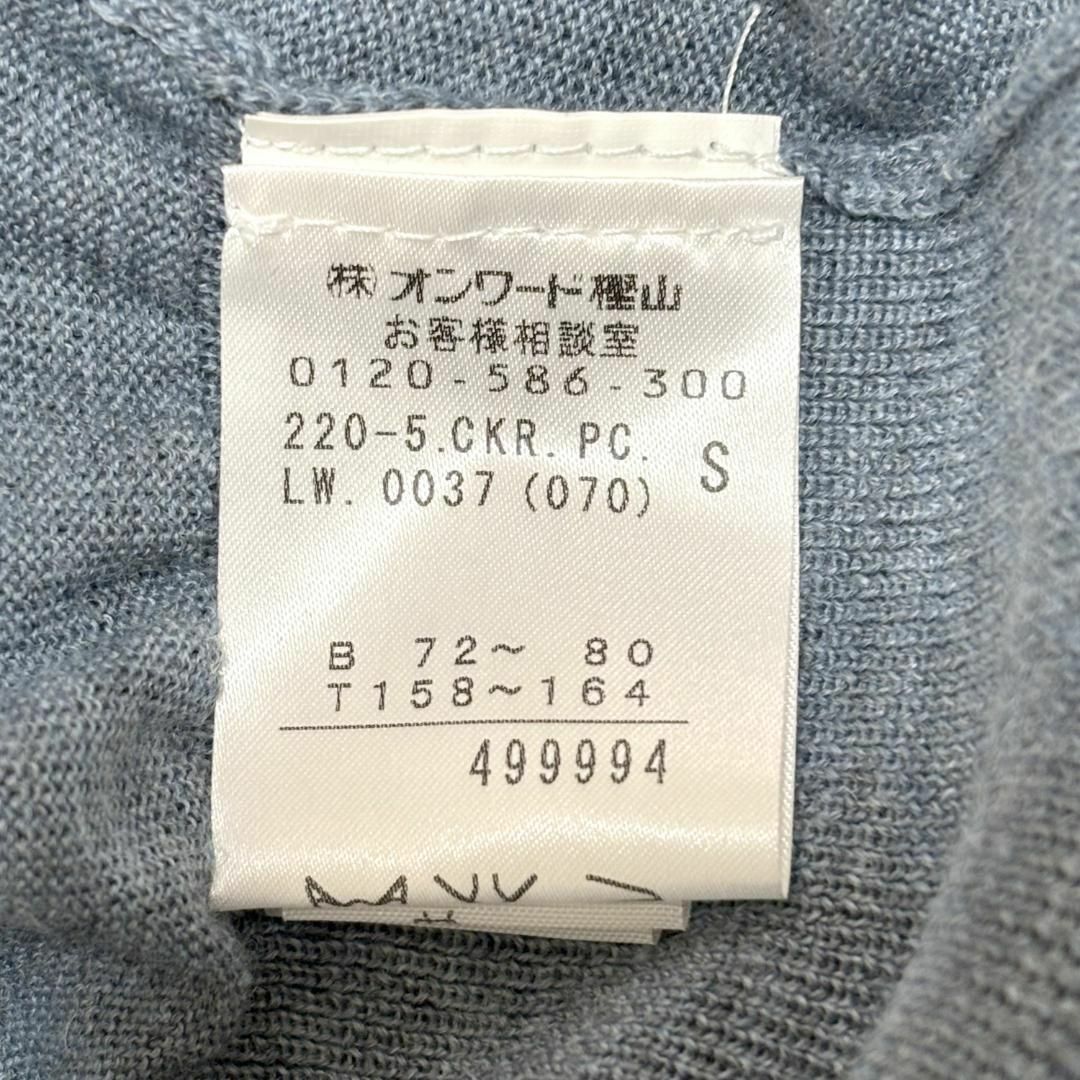 (株)オンワード樫山
お客様相談室
0120-586-300
220-5.CKR.PC.
LW.0037(070) S
B 72~ 80
T158~164
499994